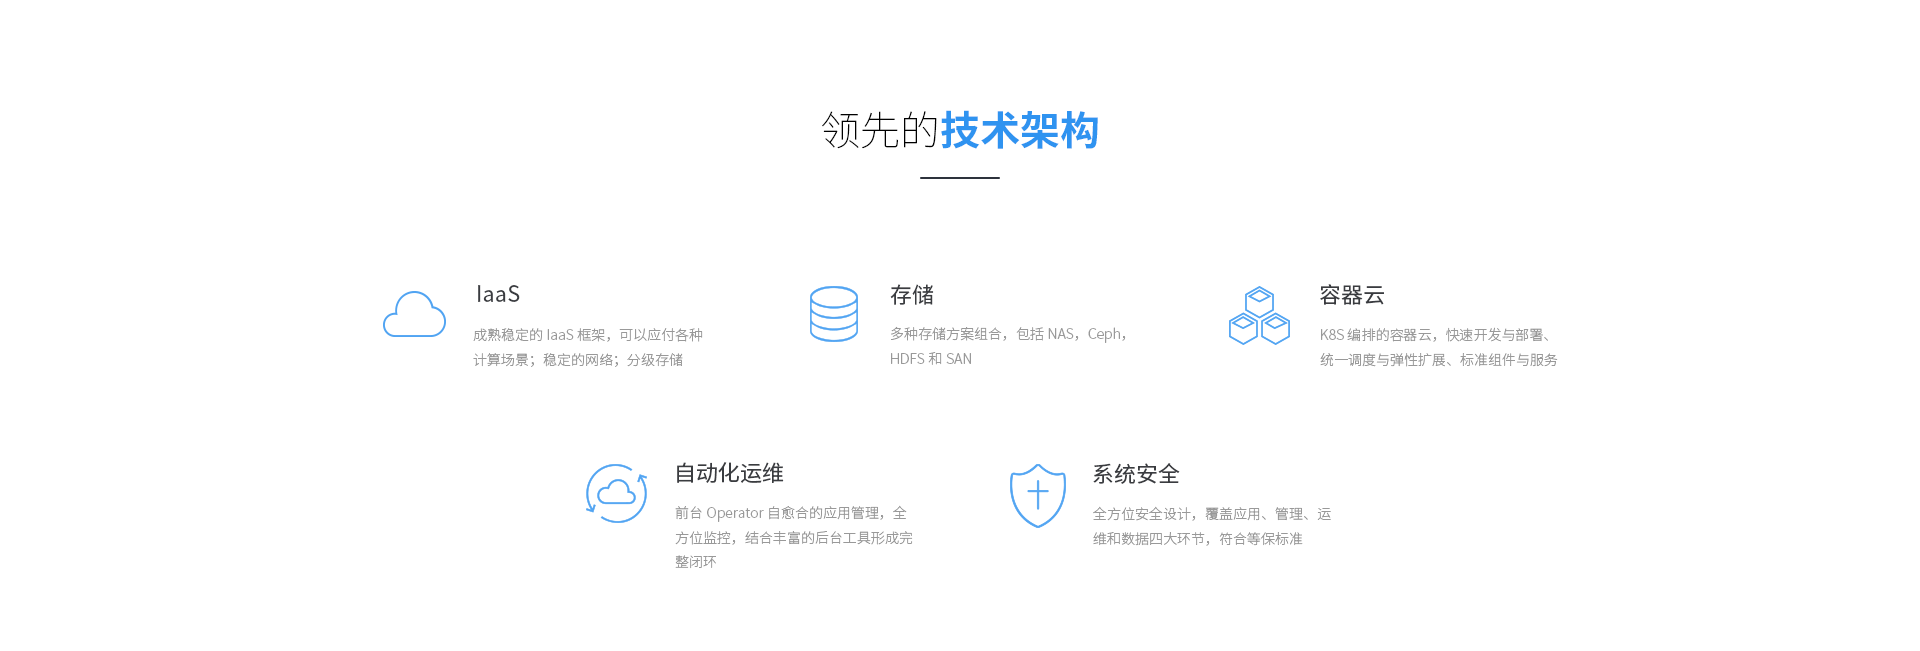 领先的技术架构
IaaS
成熟稳定的 IaaS 框架，可以应付各种
计算场景；稳定的网络；分级存储
存储
多种存储方案组合，包括 NAS，Ceph，
HDFS 和 SAN
容器云
K8S 编排的容器云，快速开发与部署、
统一调度与弹性扩展、标准组件与服务
自动化运维
前台 Operator 自愈合的应用管理，全
方位监控，结合丰富的后台工具形成完
整闭环
系统安全
全方位安全设计，覆盖应用、管理、运
维和数据四大环节，符合等保标准